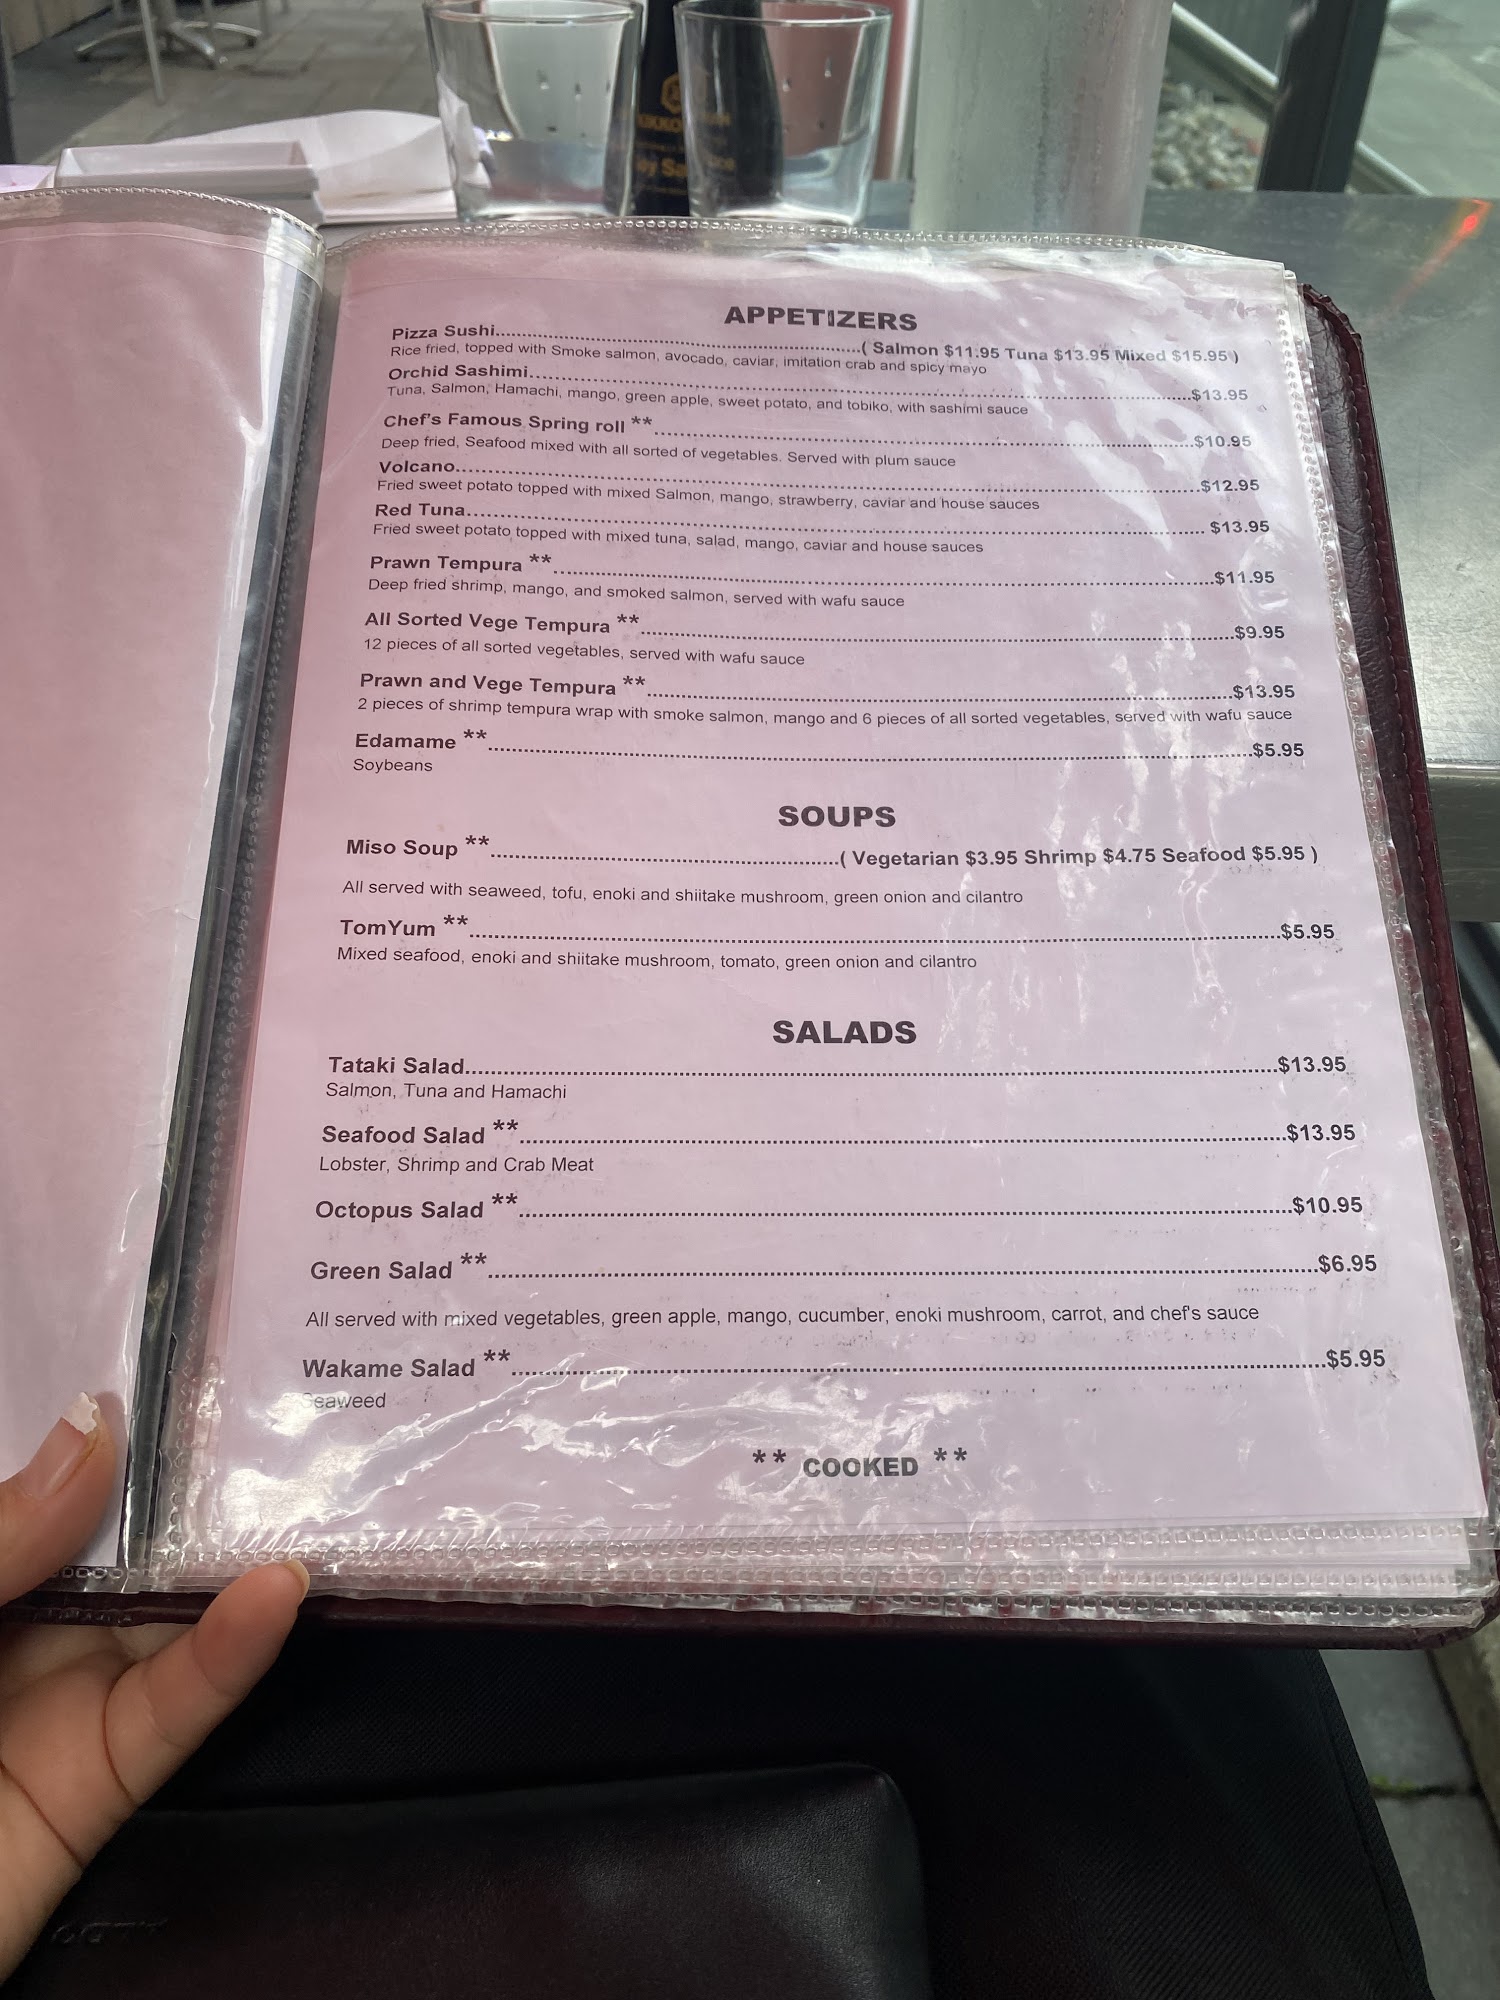 APPETIZERS
Pizza Sushi..........( Salmon $11.95 Tuna $13.95 Mixed $15.95 )
Rice fried, topped with Smoke salmon, avocado, caviar, imitation crab and spicy mayo
Orchid Sashimi..........$13.95
Tuna, Salmon, Hamachi, mango, green apple, sweet potato, and tobiko, with sashimi sauce
Chef's Famous Spring roll **..........$10.95
Deep fried, Seafood mixed with all sorted of vegetables. Served with plum sauce
Volcano..........$12.95
Fried sweet potato topped with mixed Salmon, mango, strawberry, caviar and house sauces
Red Tuna.......... $13.95
Fried sweet potato topped with mixed tuna, salad, mango, caviar and house sauces
Prawn Tempura **..........$11.95
Deep fried shrimp, mango, and smoked salmon, served with wafu sauce
All Sorted Vege Tempura **..........$9.95
12 pieces of all sorted vegetables, served with wafu sauce
Prawn and Vege Tempura **..........$13.95
2 pieces of shrimp tempura wrap with smoke salmon, mango and 6 pieces of all sorted vegetables, served with wafu sauce
Edamame **..........$5.95
Soybeans
SOUPS
Miso Soup **..........( Vegetarian $3.95 Shrimp $4.75 Seafood $5.95 )
All served with seaweed, tofu, enoki and shiitake mushroom, green onion and cilantro
TomYum **..........$5.95
Mixed seafood, enoki and shiitake mushroom, tomato, green onion and cilantro
SALADS
Tataki Salad..........$13.95
Salmon, Tuna and Hamachi
Seafood Salad **..........$13.95
Lobster, Shrimp and Crab Meat
Octopus Salad **..........$10.95
Green Salad **..........$6.95
All served with mixed vegetables, green apple, mango, cucumber, enoki mushroom, carrot, and chef's sauce
Wakame Salad **..........$5.95
Seaweed
** COOKED **